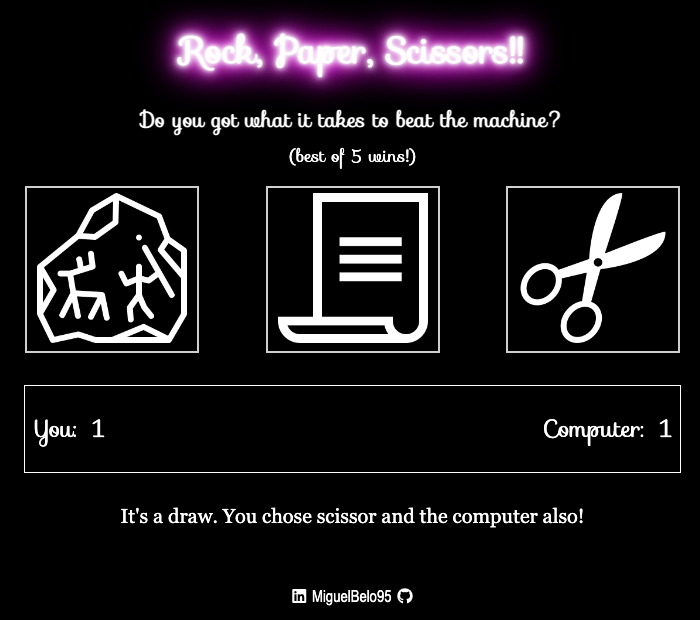 Rock, Paper, Scissors!!
Do you got what it takes to beat the machine?
(best of 5 wins!)
You: 1
Computer: 1
It's a draw. You chose scissor and the computer also!
in MiguelBelo95